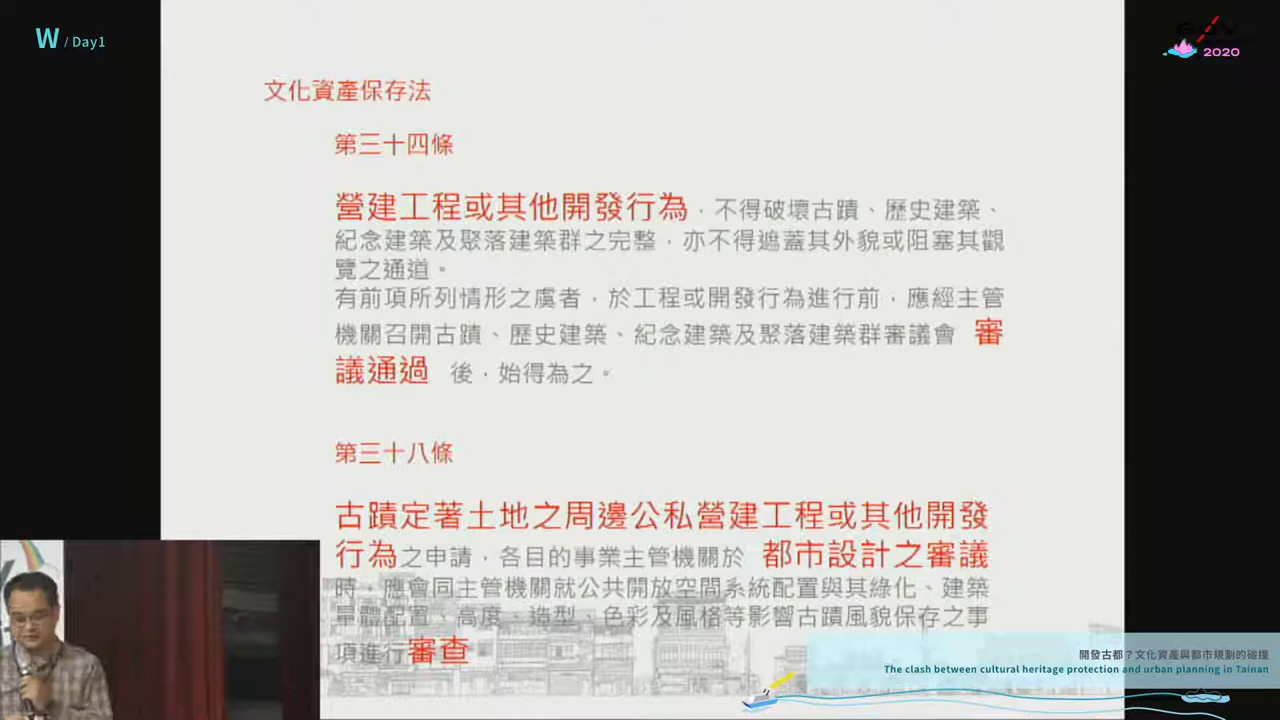 W / Day1
G0V
2020
文化資產保存法
第三十四條
營建工程或其他開發行為，不得破壞古蹟、歷史建築、
紀念建築及聚落建築群之完整，亦不得遮蓋其外貌或阻塞其觀
覽之通道。
有前項所列情形之虞者，於工程或開發行為進行前，應經主管
機關召開古蹟、歷史建築、紀念建築及聚落建築群審議會 審
議通過 後，始得為之。
第三十八條
古蹟定著土地之周邊公私營建工程或其他開發
行為之申請，各目的事業主管機關於 都市設計之審議
時，應會同主管機關就公共開放空間系統配置與其綠化、建築
量體配置、高度、造型、色彩及風格等影響古蹟風貌保存之事
項進行審查
開發古都？文化資產與都市規劃的碰撞
The clash between cultural heritage protection and urban planning in Tainan